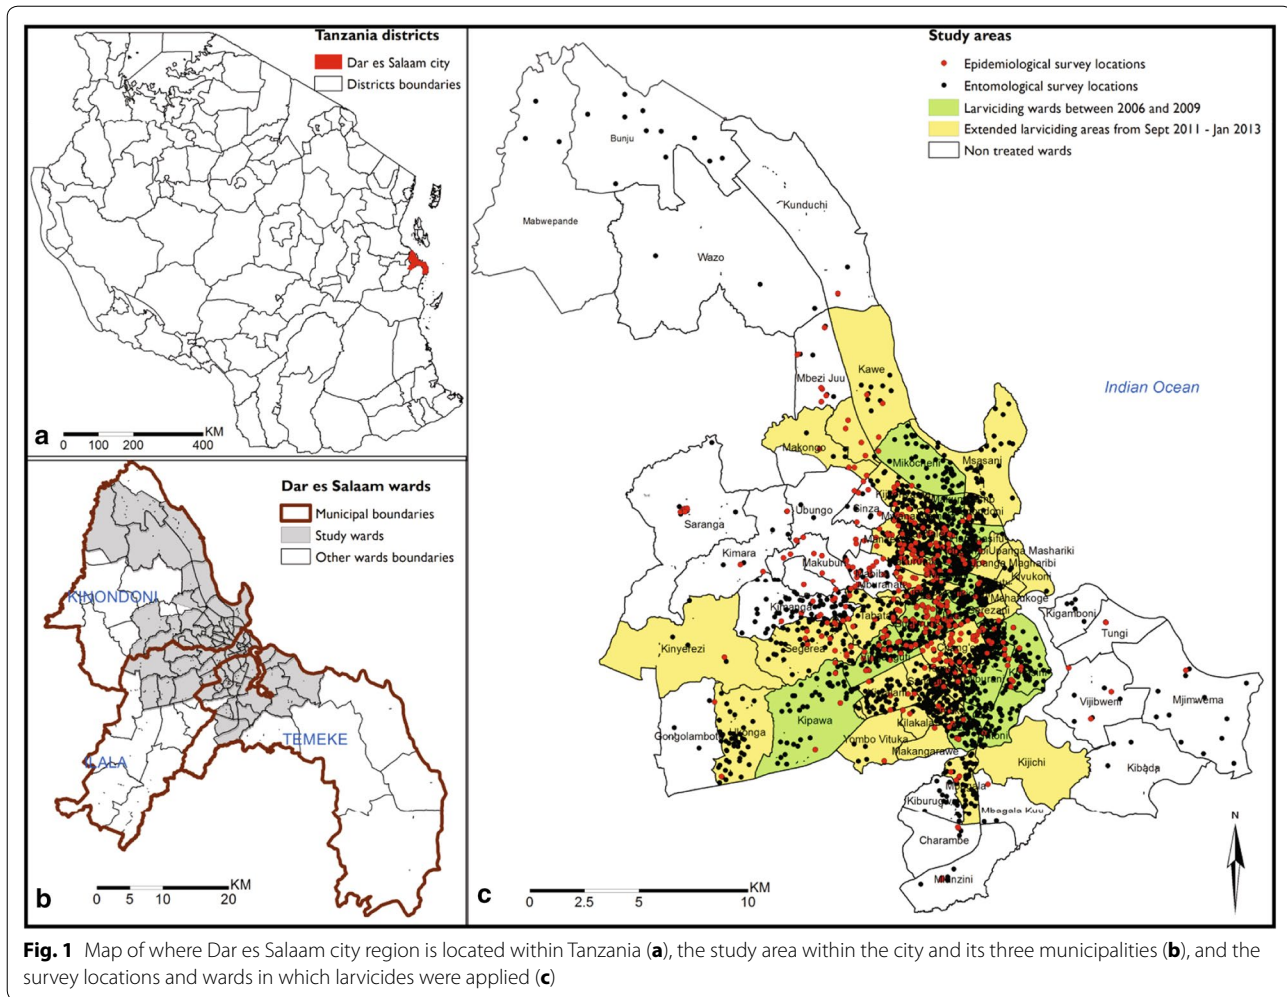 Tanzania districts
Dar es Salaam city
Districts boundaries
a
0 100 200 400 KM
Dar es Salaam wards
Municipal boundaries
Study wards
Other wards boundaries
KINONDONI
TEMEKE
ILALA
b
0 5 10 20 KM
Study areas
Epidemiological survey locations
Entomological survey locations
Larviciding wards between 2006 and 2009
Extended larviciding areas from Sept 2011 - Jan 2013
Non treated wards
Bunju
Kunduchi
Mabwepande
Wazo
Kawe
Mbezi Juu
Indian Ocean
Makongo
Mikocheni
Msasani
Saranga
Ubungo
Sinza
Kimara
Upanga Mashariki
Upanga Magharibi
Makuburi
Kivukoni
Kimanga
Kigamboni
Tabata
Tungi
Kinyerezi
Segerea
Vijibweni
Mjimwema
Gongolamboto
Ukonga
Kipawa
Kilakala
Yombo Vituka
Makangarawe
Kijichi
Kibada
Mbagala
Kiburugwa
Mbagala Kuu
Charambe
Mianzini
N
c
0 2.5 5 10 KM
Fig. 1 Map of where Dar es Salaam city region is located within Tanzania (a), the study area within the city and its three municipalities (b), and the
survey locations and wards in which larvicides were applied (c)